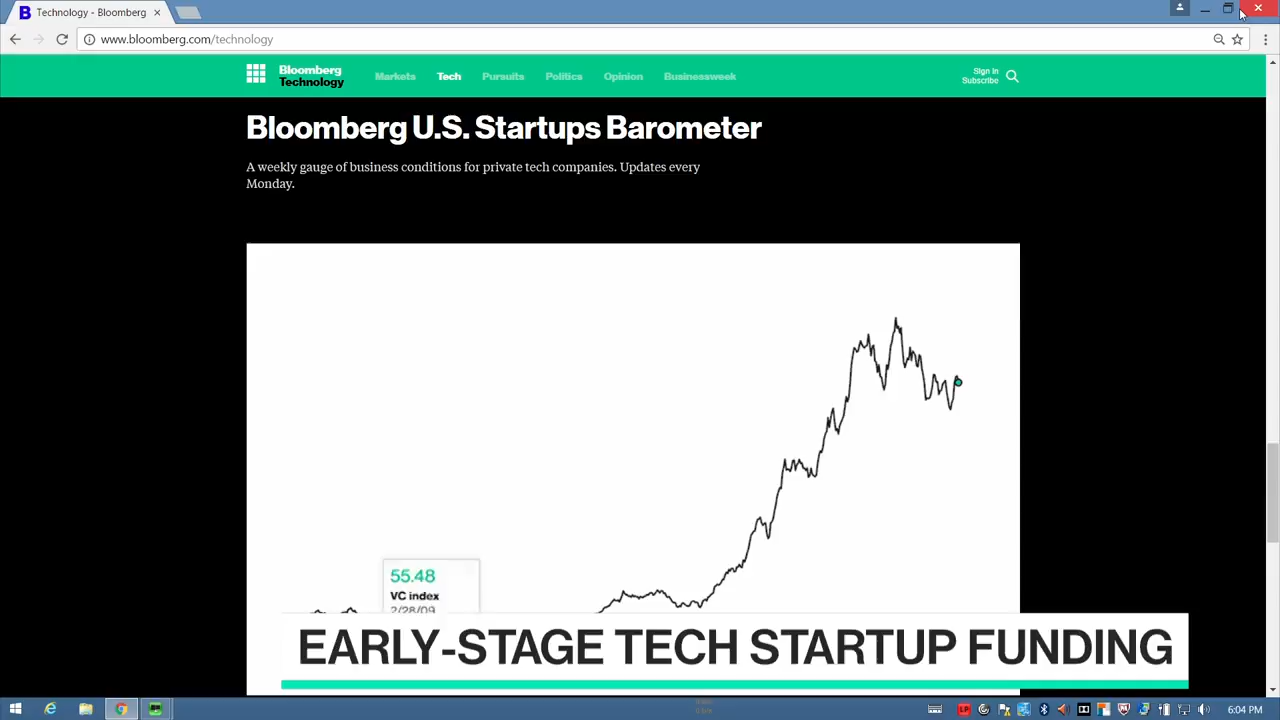 Technology - Bloomberg
www.bloomberg.com/technology
Bloomberg
Technology
Markets Tech Pursuits Politics Opinion Businessweek
Sign In
Subscribe
Bloomberg U.S. Startups Barometer
A weekly gauge of business conditions for private tech companies. Updates every
Monday.
55.48
VC index
2/28/09
EARLY-STAGE TECH STARTUP FUNDING
6:04 PM